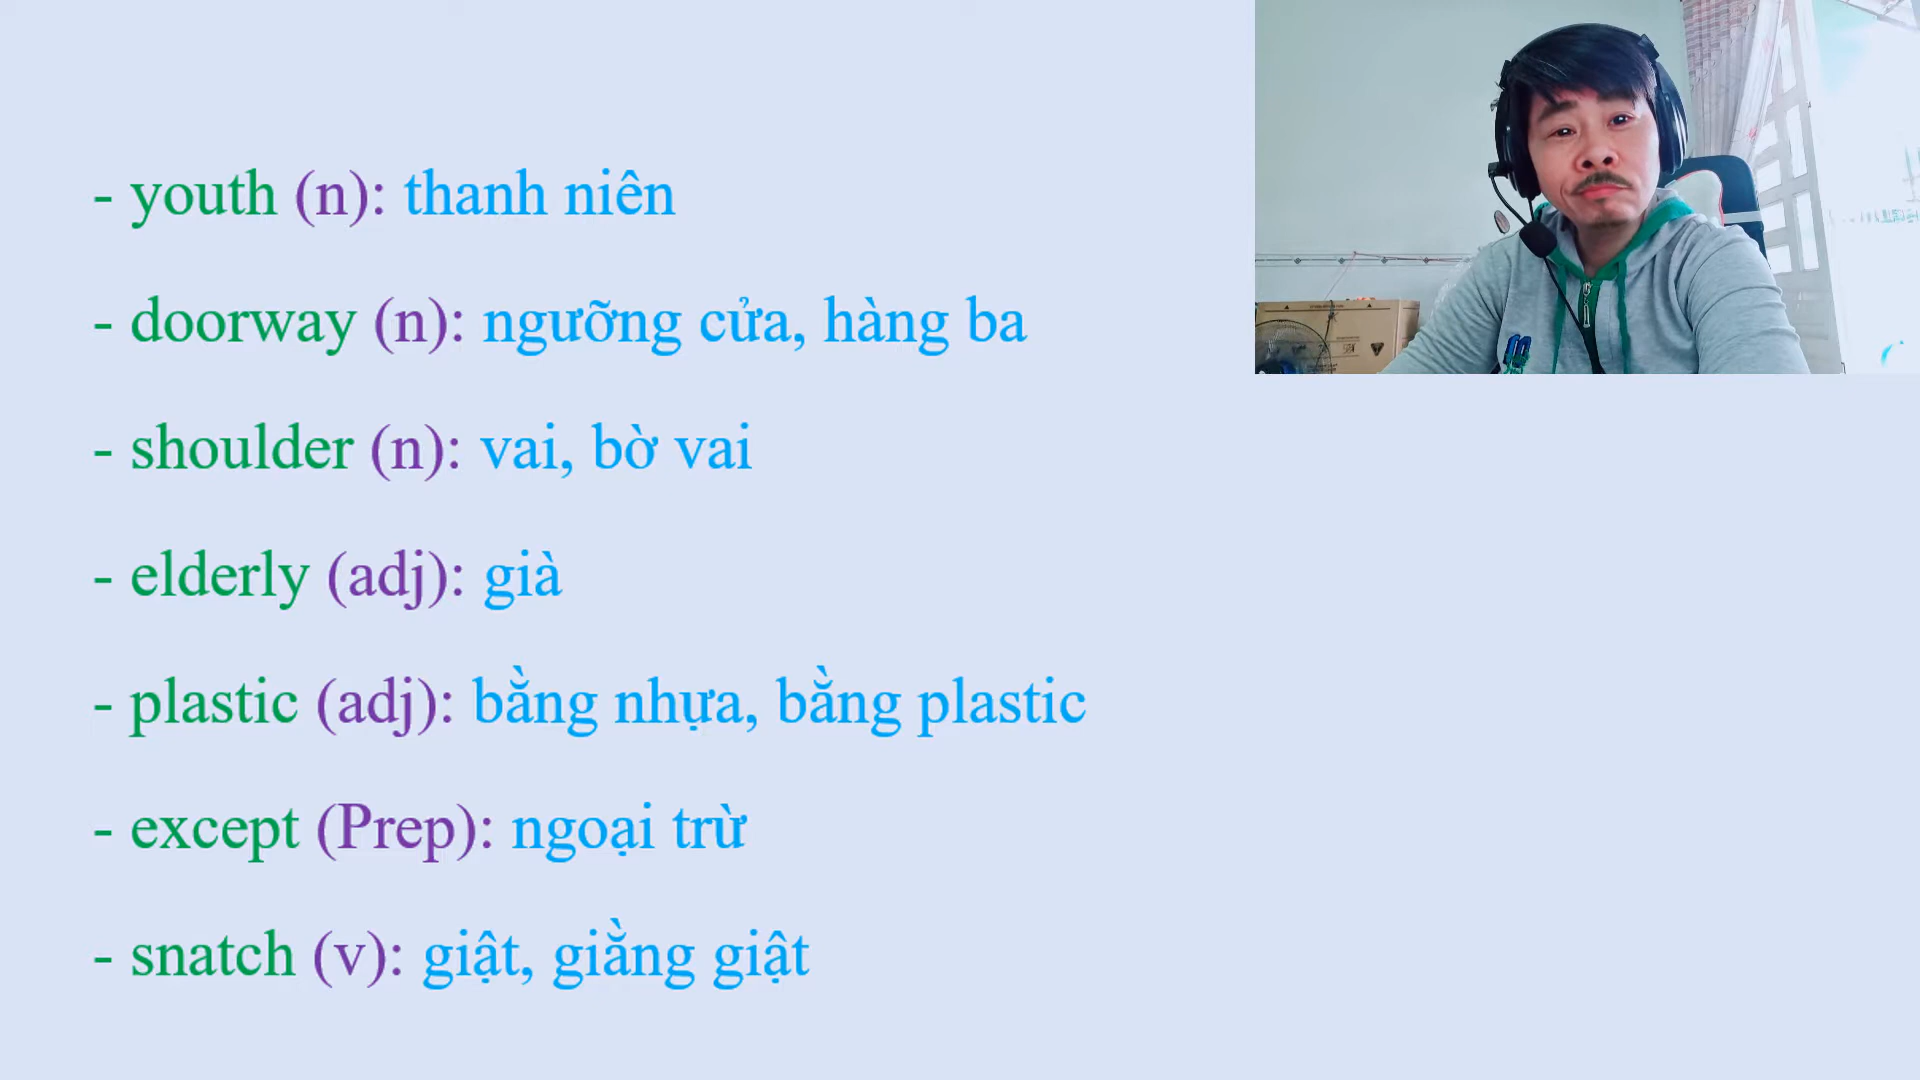 - youth (n): thanh niên
- doorway (n): ngưỡng cửa, hàng ba
- shoulder (n): vai, bờ vai
- elderly (adj): già
- plastic (adj): bằng nhựa, bằng plastic
- except (Prep): ngoại trừ
- snatch (v): giật, giằng giật